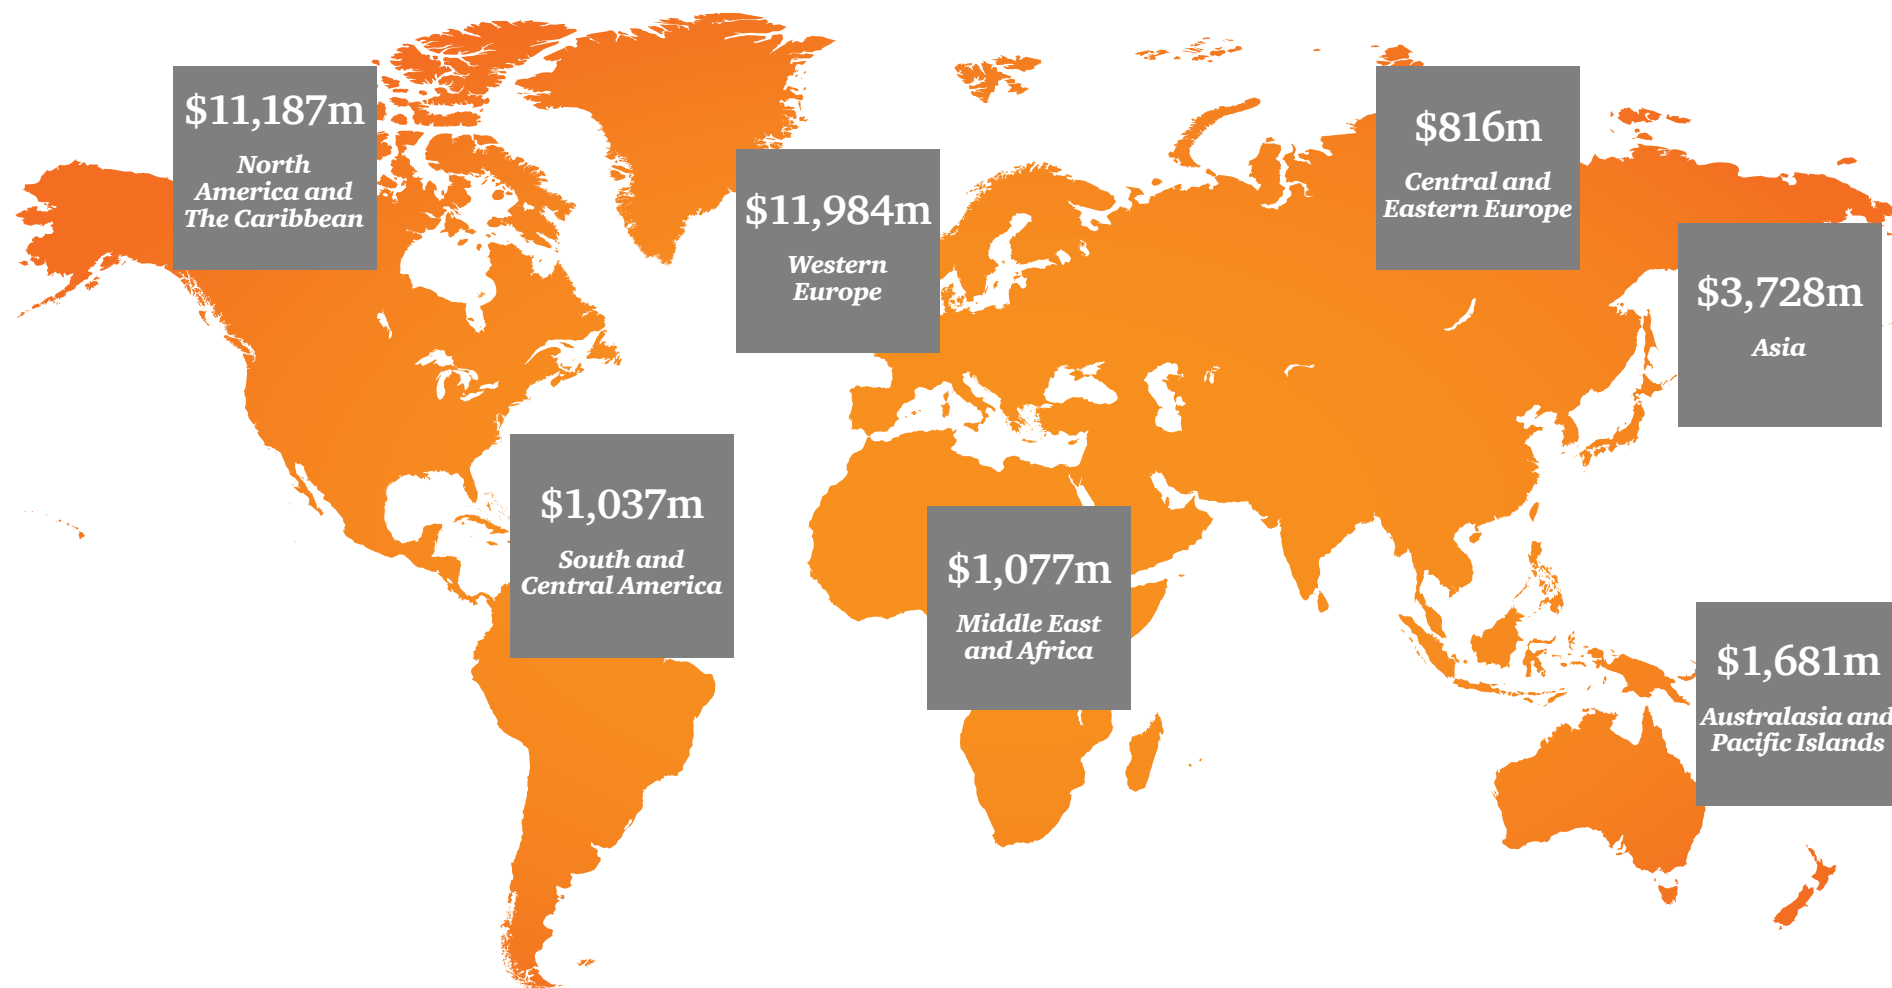 $11,187m
North
America and
The Caribbean
$11,984m
Western
Europe
$816m
Central and
Eastern Europe
$3,728m
Asia
$1,037m
South and
Central America
$1,077m
Middle East
and Africa
$1,681m
Australasia and
Pacific Islands